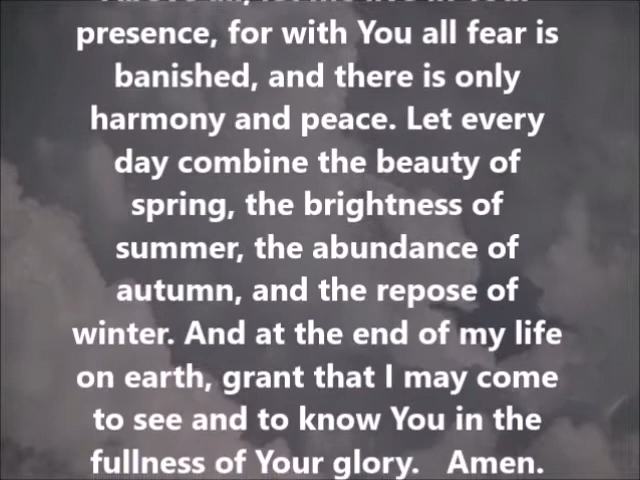 presence, for with You all fear is
banished, and there is only
harmony and peace. Let every
day combine the beauty of
spring, the brightness of
summer, the abundance of
autumn, and the repose of
winter. And at the end of my life
on earth, grant that I may come
to see and to know You in the
fullness of Your glory. Amen.